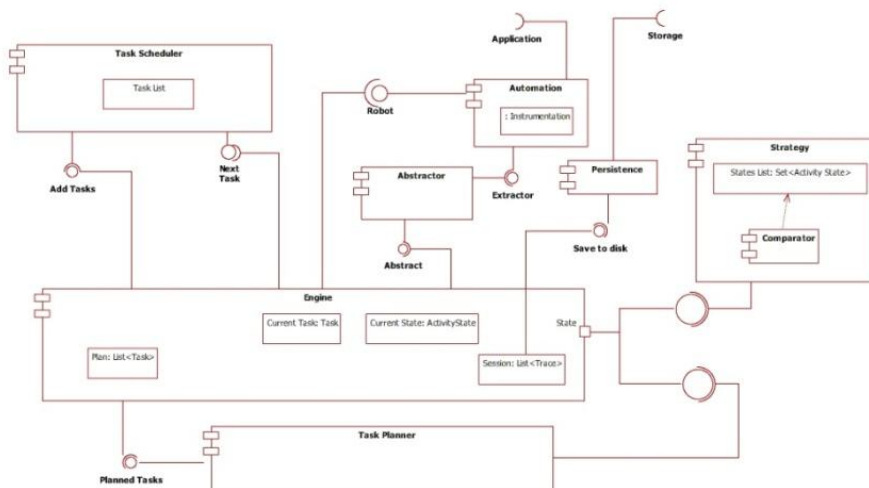 Application
Storage
Task Scheduler
Task List
Robot
Automation
: Instrumentation
Strategy
States List: Set<Activity State>
Add Tasks
Next
Task
Abstractor
Extractor
Persistence
Comparator
Abstract
Save to disk
Engine
Current Task: Task
Current State: ActivityState
State
Plan: List<Task>
Session: List<Trace>
Task Planner
Planned Tasks